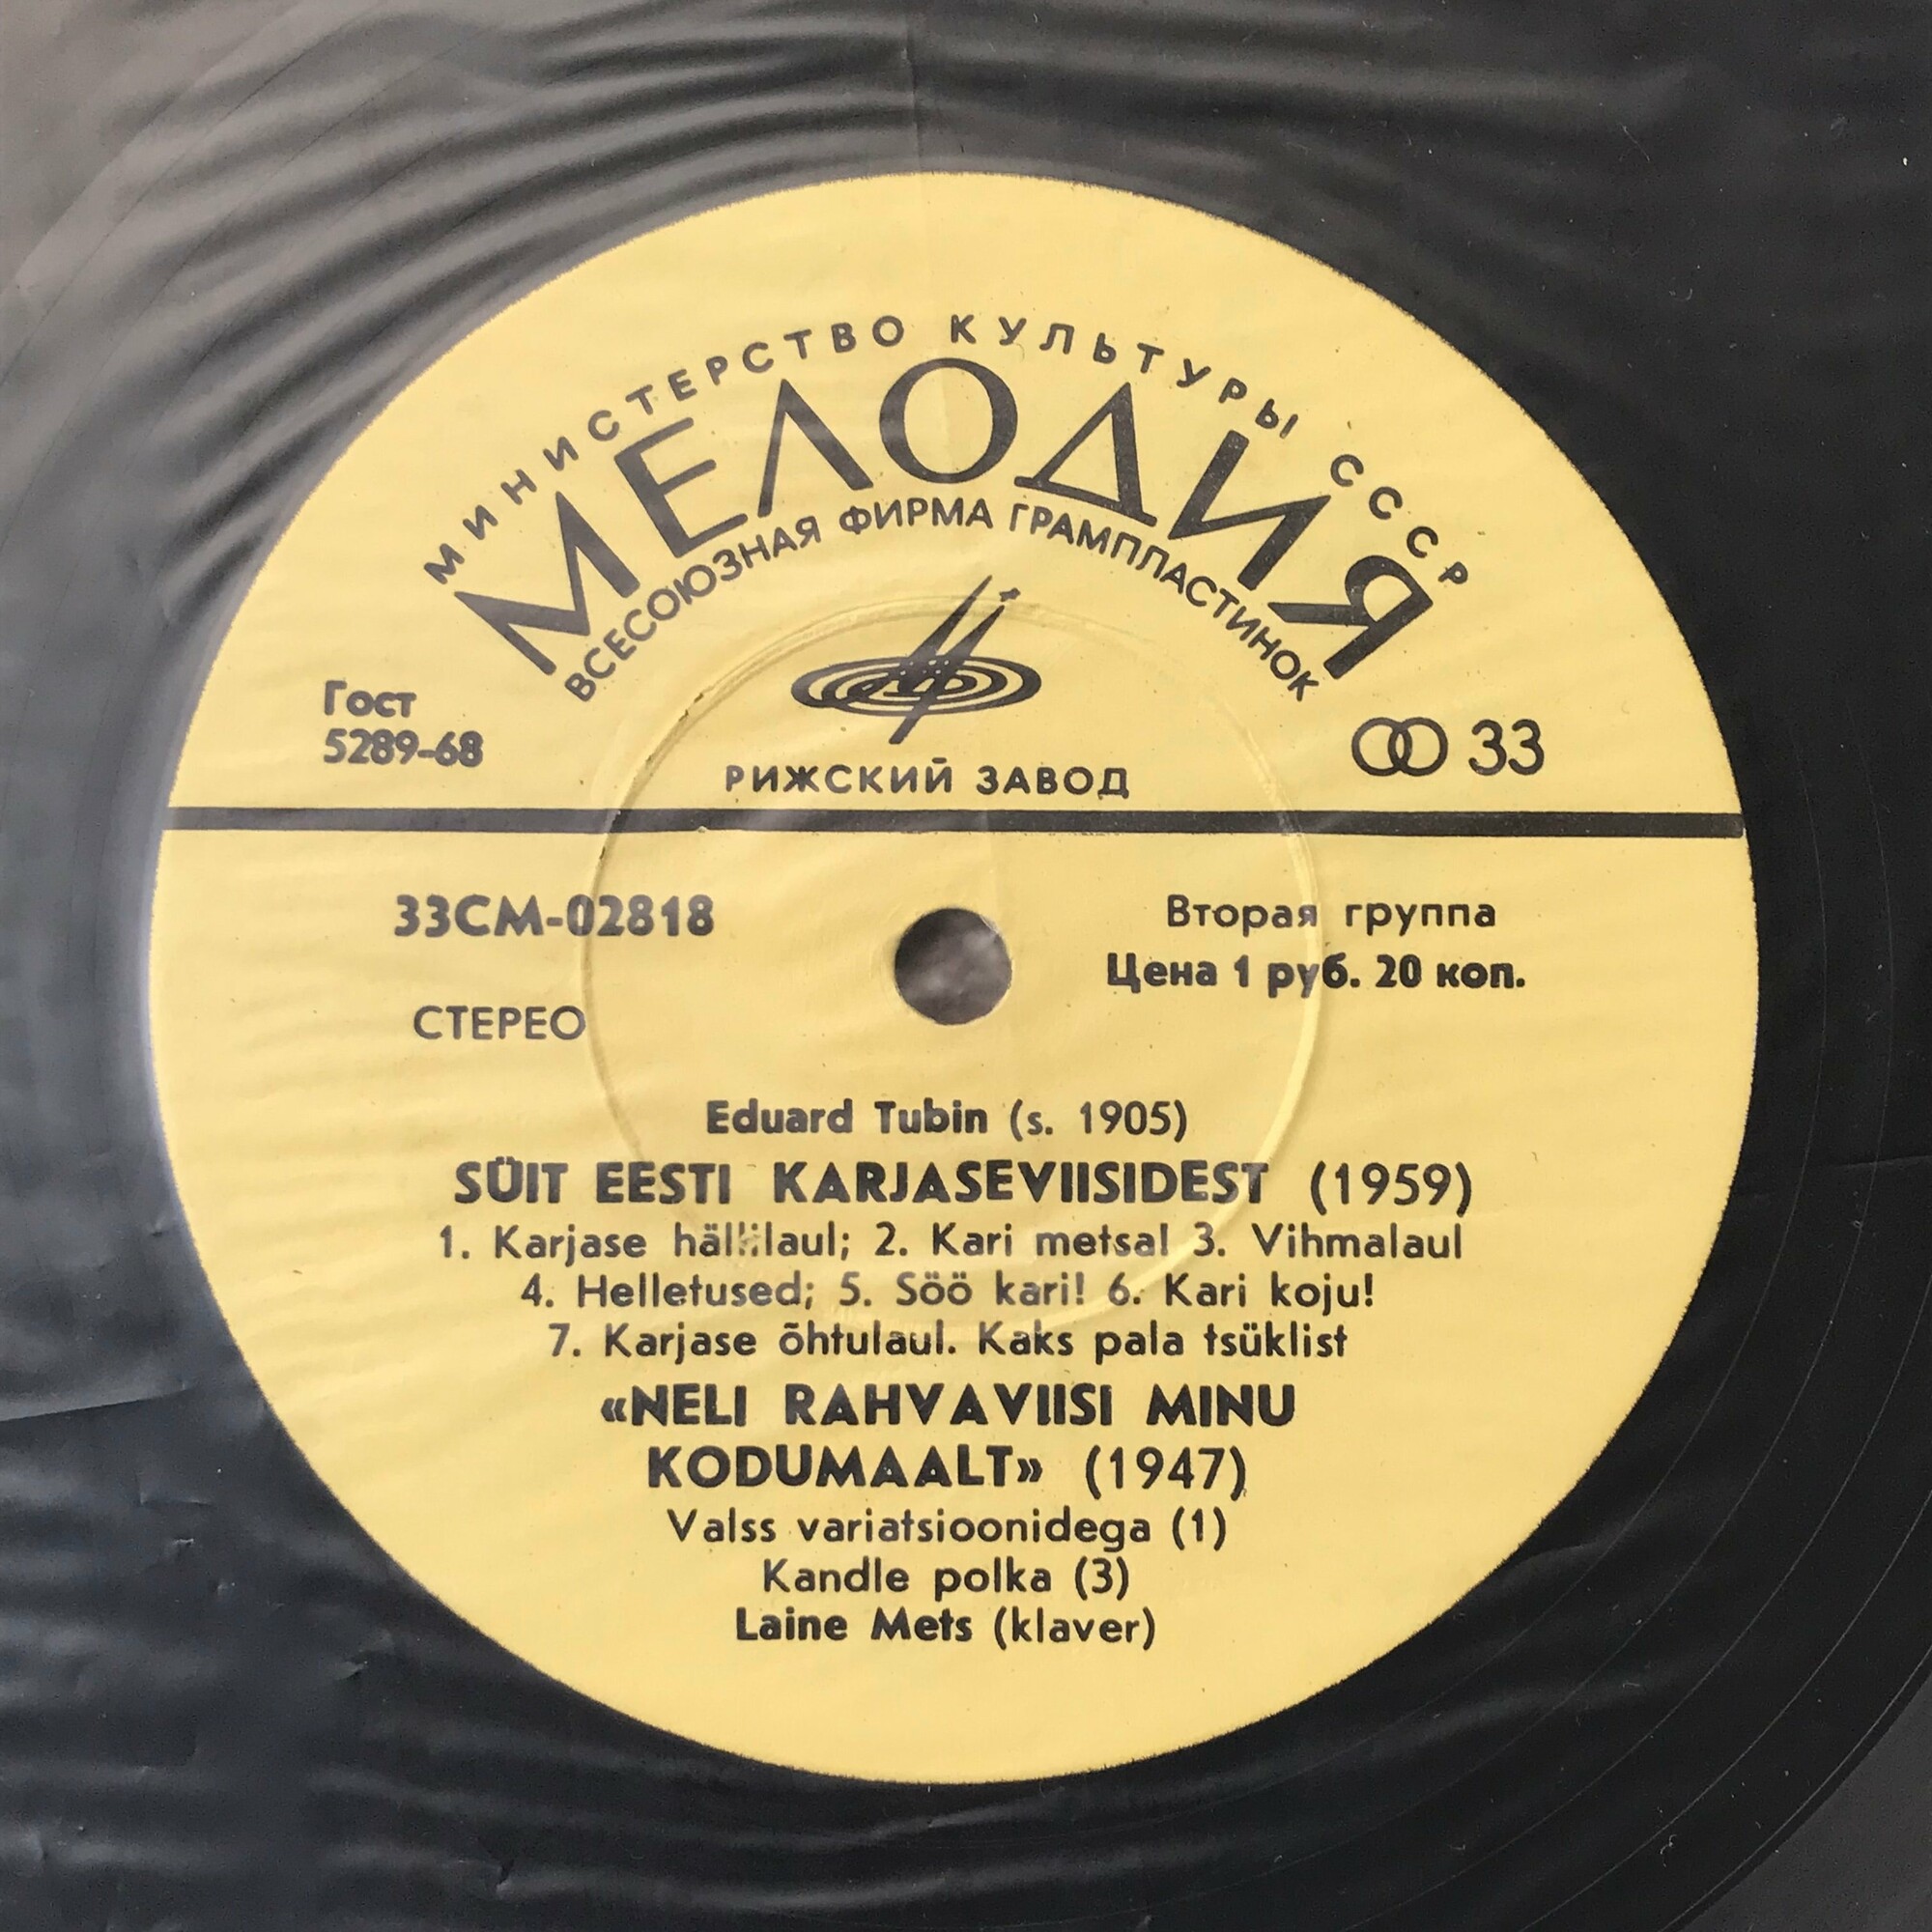 МИНИСТЕРСТВО КУЛЬТУРЫ СССР
МЕЛОДИЯ
ВСЕСОЮЗНАЯ ФИРМА ГРАМПЛАСТИНОК
Гост
5289-68
33
РИЖСКИЙ ЗАВОД
33СМ-02818
Вторая группа
Цена 1 руб. 20 коп.
СТЕРЕО
Eduard Tubin (s. 1905)
SÜIT EESTI KARJASEVIISIDEST (1959)
1. Karjase hällilaul; 2. Kari metsa! 3. Vihmalaul
4. Helletused; 5. Söö kari! 6. Kari koju!
7. Karjase õhtulaul. Kaks pala tsüklist
«NELI RAHVAVIISI MINU
KODUMAALT» (1947)
Valss variatsioonidega (1)
Kandle polka (3)
Laine Mets (klaver)